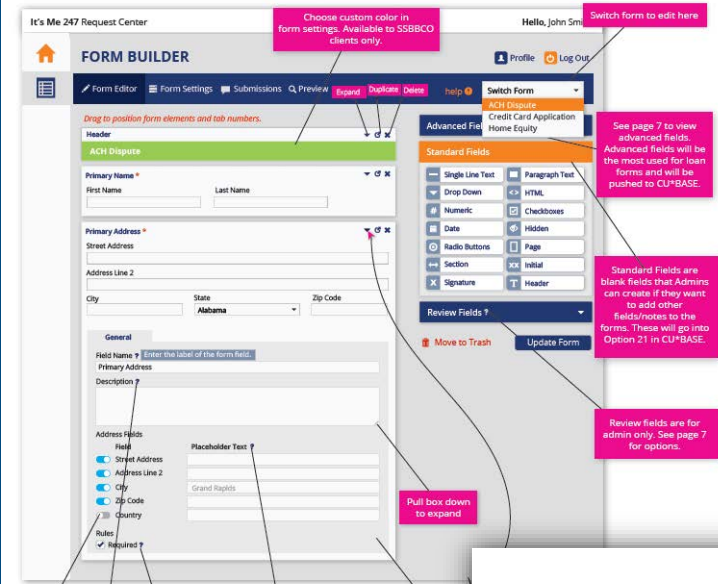 It's Me 247 Request Center
Hello, John Smi
Choose custom color in
form settings. Available to SSBBCO
clients only.
Switch form to edit here
FORM BUILDER
Profile
Log Out
Form Editor
Form Settings
Submissions
Preview
Expand
Duplicate
Delete
help
Switch Form
ACH Dispute
Credit Card Application
Home Equity
Drag to position form elements and tab numbers.
Header
ACH Dispute
Primary Name *
First Name
Last Name
Primary Address *
Street Address
Address Line 2
City
State
Zip Code
Alabama
General
Field Name ? Enter the label of the form field.
Primary Address
Description ?
Address Fields
Field
Placeholder Text ?
Street Address
Address Line 2
City
Grand Rapids
Zip Code
Country
Rules
Required ?
Advanced Fie
Standard Fields
Single Line Text
Paragraph Text
Drop Down
<> HTML
# Numeric
Checkboxes
Date
Hidden
Radio Buttons
Page
Section
XX Initial
X Signature
T Header
Review Fields ?
Move to Trash
Update Form
See page 7 to view
advanced fields.
Advanced fields will be
the most used for loan
forms and will be
pushed to CU*BASE.
Standard Fields are
blank fields that Admins
can create if they want
to add other
fields/notes to the
forms. These will go into
Option 21 in CU*BASE.
Review fields are for
admin only. See page 7
for options.
Pull box down
to expand